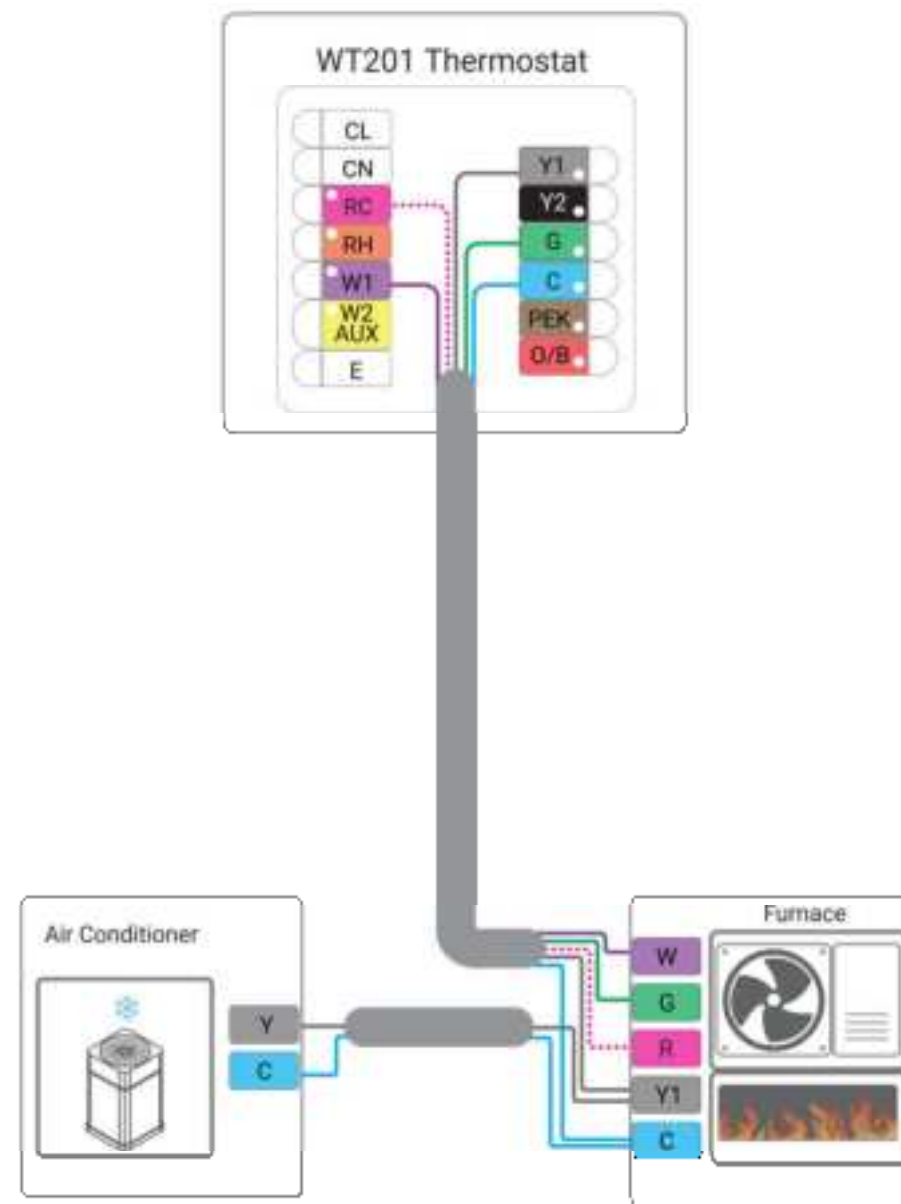 WT201 Thermostat
CL
CN
RC
RH
W1
W2
AUX
E
Y1
Y2
G
C
PEK
O/B
Air Conditioner
Y
C
Furnace
W
G
R
Y1
C